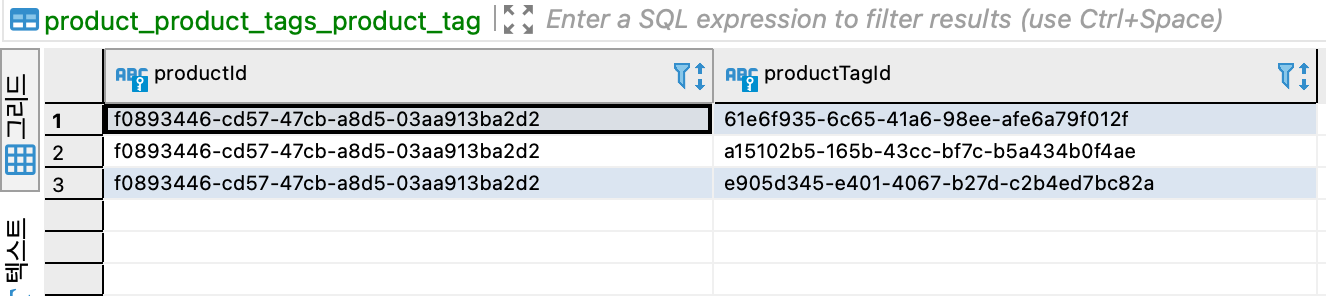 product_product_tags_product_tag Enter a SQL expression to filter results (use Ctrl+Space)
그리드
텍스트
ABC productId ABC productTagId
1 f0893446-cd57-47cb-a8d5-03aa913ba2d2 61e6f935-6c65-41a6-98ee-afe6a79f012f
2 f0893446-cd57-47cb-a8d5-03aa913ba2d2 a15102b5-165b-43cc-bf7c-b5a434b0f4ae
3 f0893446-cd57-47cb-a8d5-03aa913ba2d2 e905d345-e401-4067-b27d-c2b4ed7bc82a